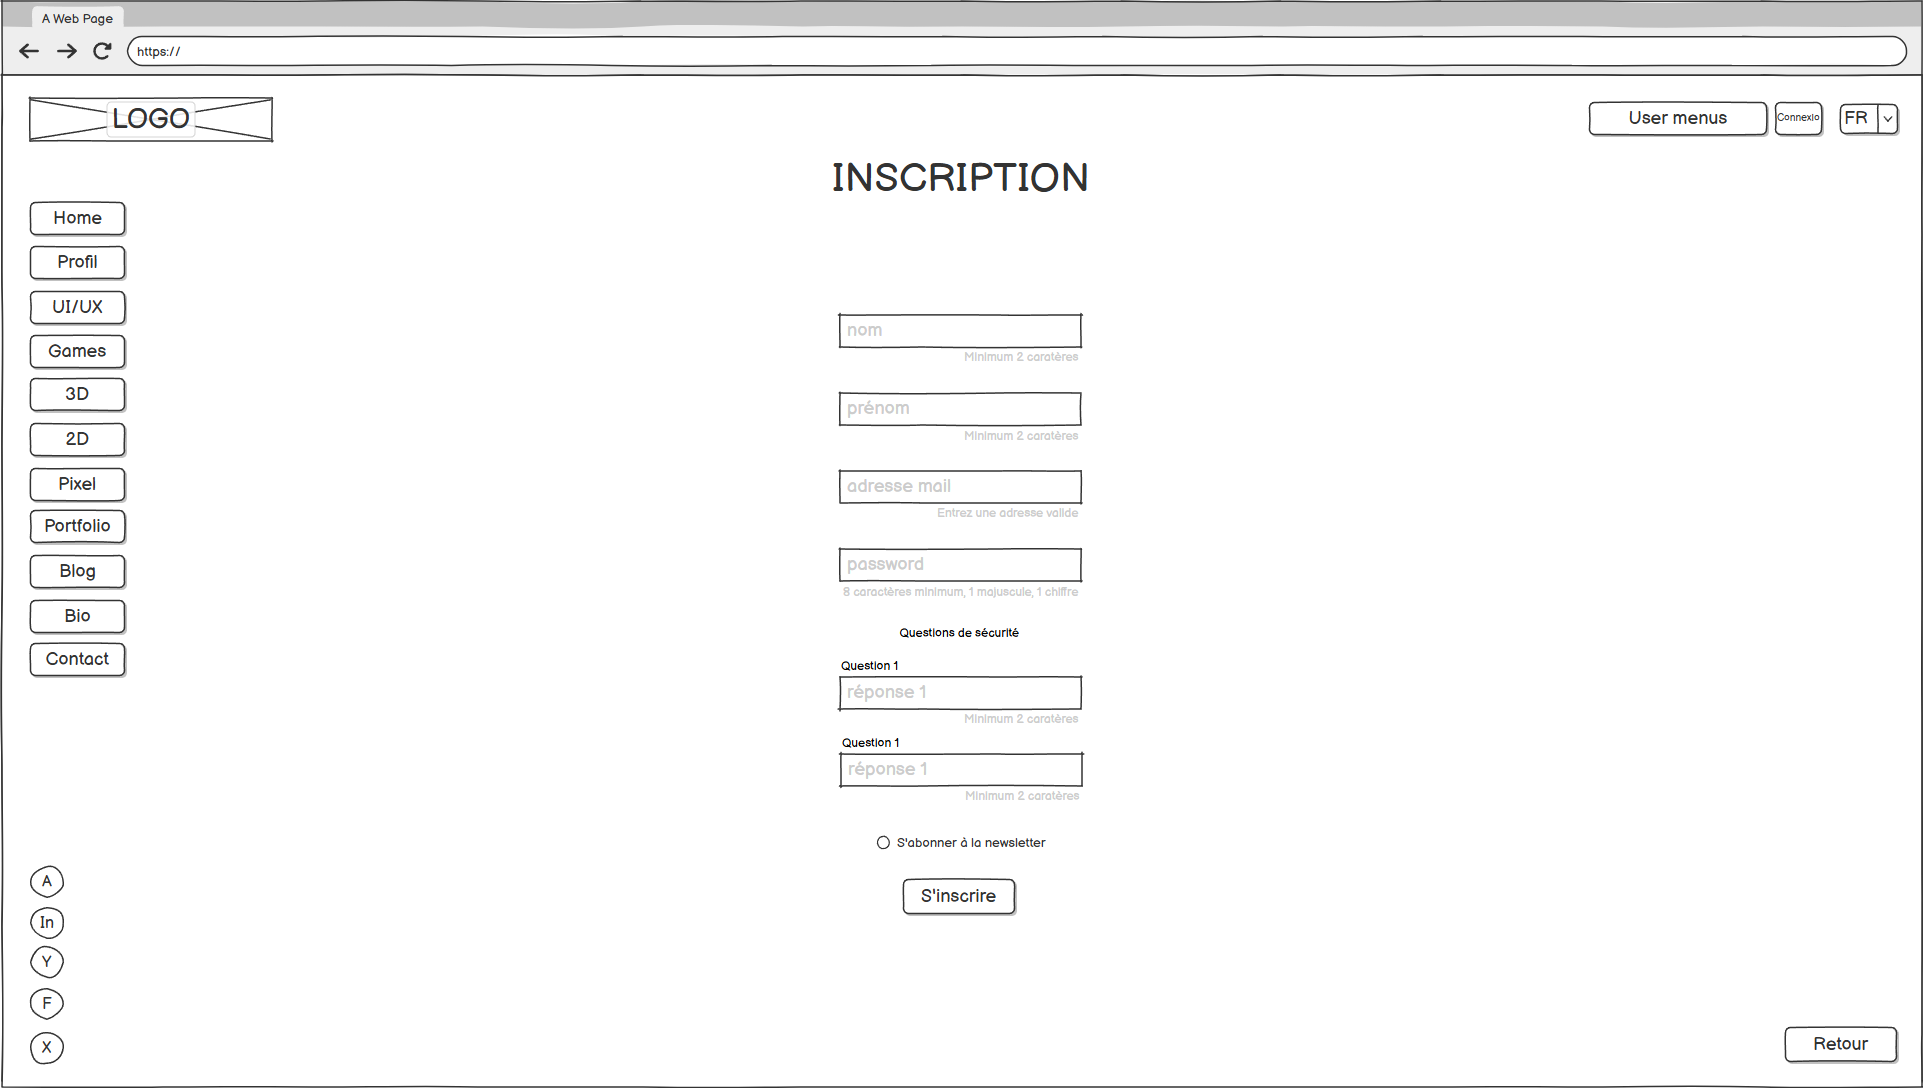 A Web Page
https://
LOGO
User menus
Connexio
FR
INSCRIPTION
Home
Profil
UI/UX
Games
3D
2D
Pixel
Portfolio
Blog
Bio
Contact
nom
Minimum 2 caratères
prénom
Minimum 2 caratères
adresse mail
Entrez une adresse valide
password
8 caractères minimum, 1 majuscule, 1 chiffre
Questions de sécurité
Question 1
réponse 1
Minimum 2 caratères
Question 1
réponse 1
Minimum 2 caratères
S'abonner à la newsletter
S'inscrire
A
In
Y
F
X
Retour